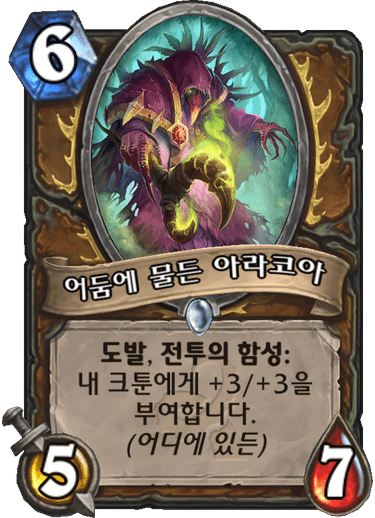 6
어둠에 물든 아라코아
도발, 전투의 함성:
내 크툰에게 +3/+3을
부여합니다.
(어디에 있든)
5
7